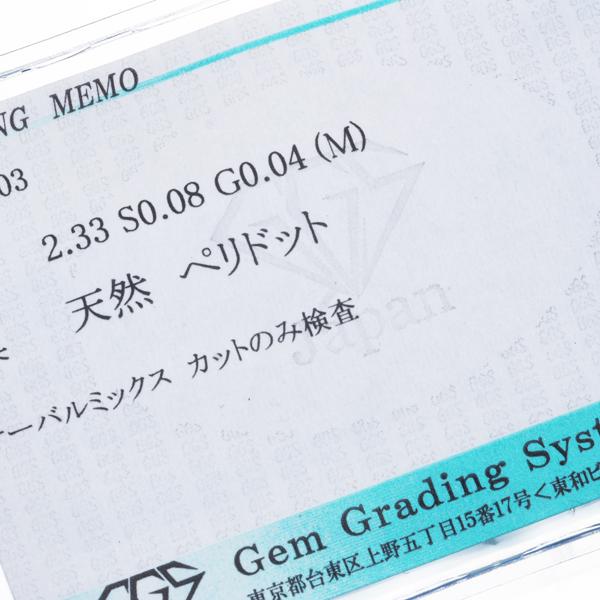 NG MEMO
03
2.33 S0.08 G0.04 (M)
天然 ペリドット
ーバルミックス カットのみ検査
Japan
Gem Grading Syst
CGS
東京都台東区上野五丁目15番17号<東和ビ